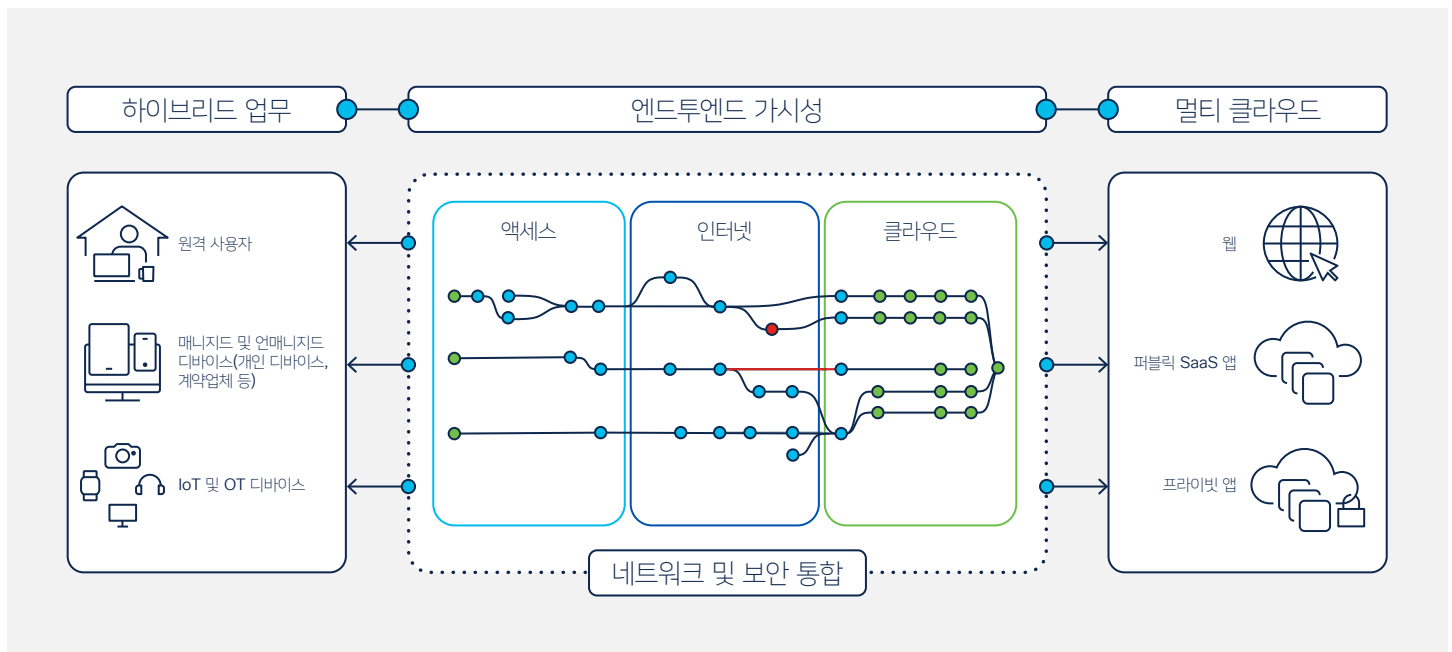 하이브리드 업무
엔드투엔드 가시성
멀티 클라우드
원격 사용자
매니지드 및 언매니지드
디바이스(개인 디바이스,
계약업체 등)
IoT 및 OT 디바이스
액세스
인터넷
클라우드
네트워크 및 보안 통합
웹
퍼블릭 SaaS 앱
프라이빗 앱